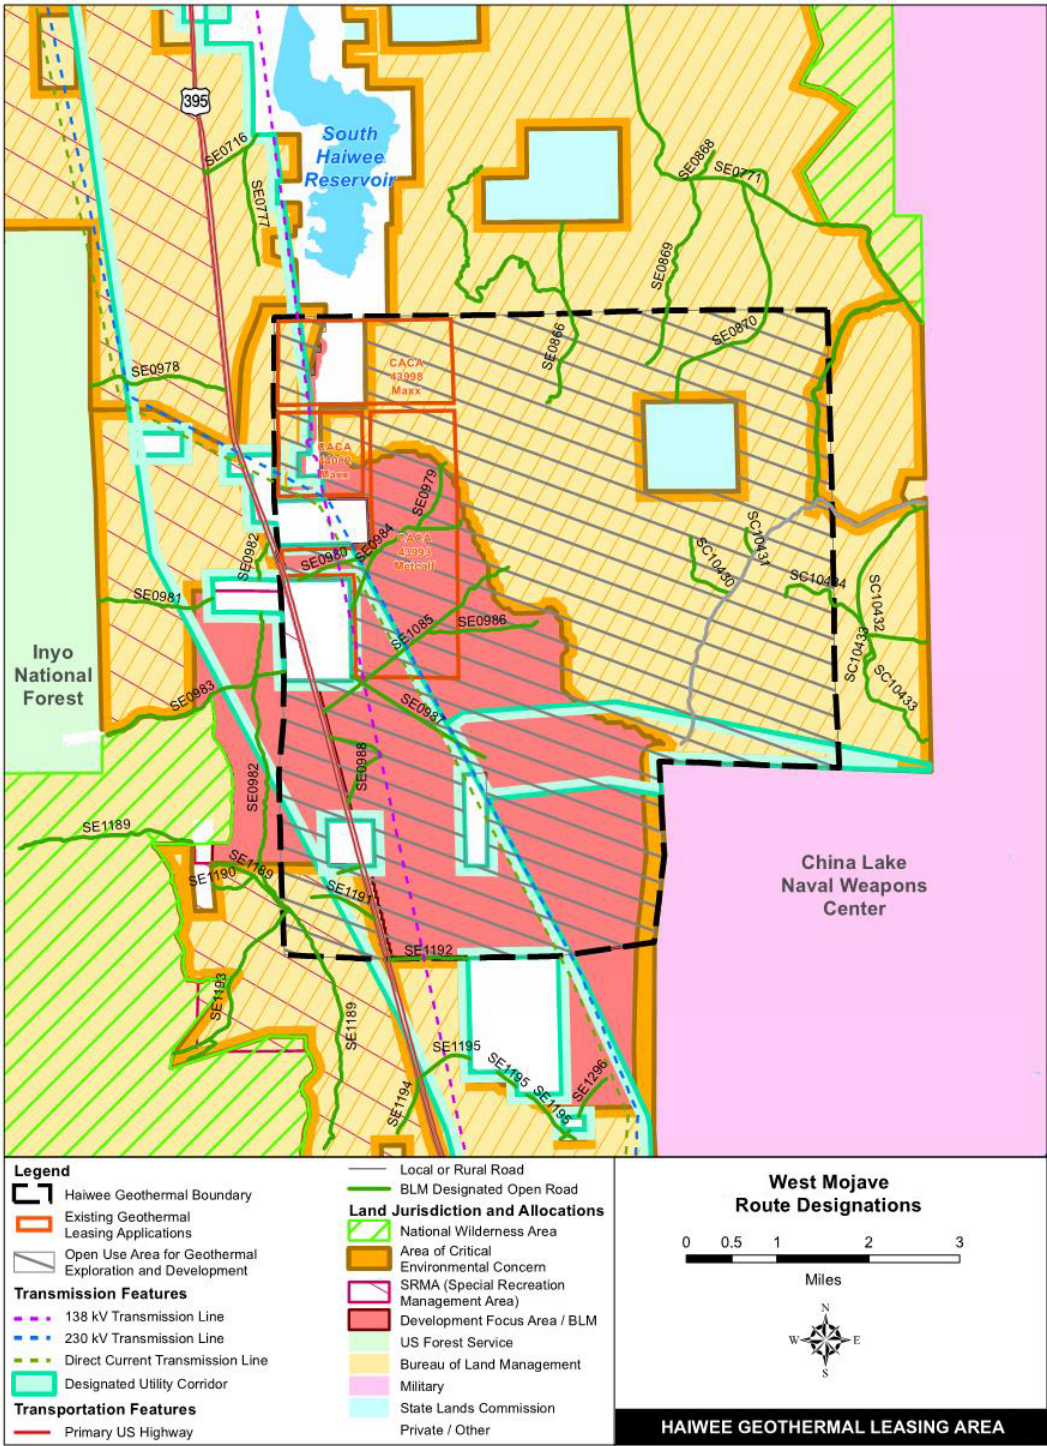 395
South
Haiwee
Reservoir
SE0716
SE0777
SE0868
SE0771
SE0869
SE0866
SE0870
SE0978
CACA
43998
Maxx
CACA
Maxx
SE0979
SE0984
CACA
43993
Metcalf
SE0980
SE0982
SE0981
SC10431
SC10430
SC10434
SC10432
SC10433
SC10433
SE1085
SE0986
Inyo
National
Forest
SE0983
SE0987
SE0988
SE0982
SE1189
SE1189
SE1190
SE1191
China Lake
Naval Weapons
Center
SE1192
SE1193
SE1189
SE1195
SE1195
SE1195
SE1296
SE1194
Legend
Haiwee Geothermal Boundary
Existing Geothermal
Leasing Applications
Open Use Area for Geothermal
Exploration and Development
Transmission Features
138 kV Transmission Line
230 kV Transmission Line
Direct Current Transmission Line
Designated Utility Corridor
Transportation Features
Primary US Highway
Local or Rural Road
BLM Designated Open Road
Land Jurisdiction and Allocations
National Wilderness Area
Area of Critical
Environmental Concern
SRMA (Special Recreation
Management Area)
Development Focus Area / BLM
US Forest Service
Bureau of Land Management
Military
State Lands Commission
Private / Other
West Mojave
Route Designations
0 0.5 1 2 3
Miles
N
W E
S
HAIWEE GEOTHERMAL LEASING AREA